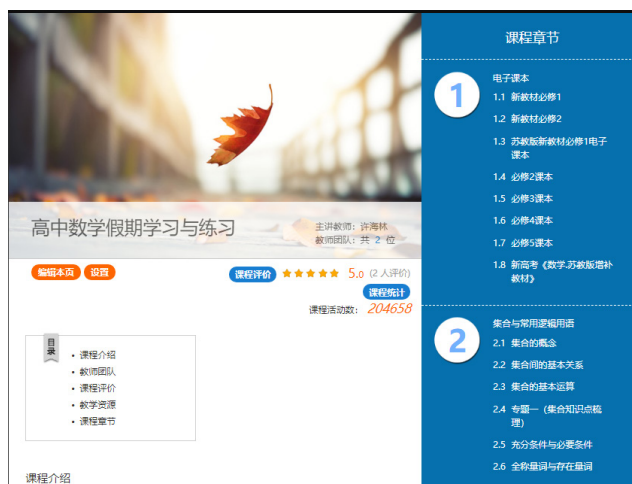 高中数学假期学习与练习
主讲教师：许海林
教师团队：共 2 位
编辑本页 设置
课程评价 5.0 (2 人评价)
课程统计
课程活动数： 204658
目录
• 课程介绍
• 教师团队
• 课程评价
• 教学资源
• 课程章节
课程介绍
课程章节
1
电子课本
1.1 新教材必修1
1.2 新教材必修2
1.3 苏教版新教材必修1电子
课本
1.4 必修2课本
1.5 必修3课本
1.6 必修4课本
1.7 必修5课本
1.8 新高考《数学.苏教版增补
教材》
2
集合与常用逻辑用语
2.1 集合的概念
2.2 集合间的基本关系
2.3 集合的基本运算
2.4 专题一（集合知识点梳
理）
2.5 充分条件与必要条件
2.6 全称量词与存在量词